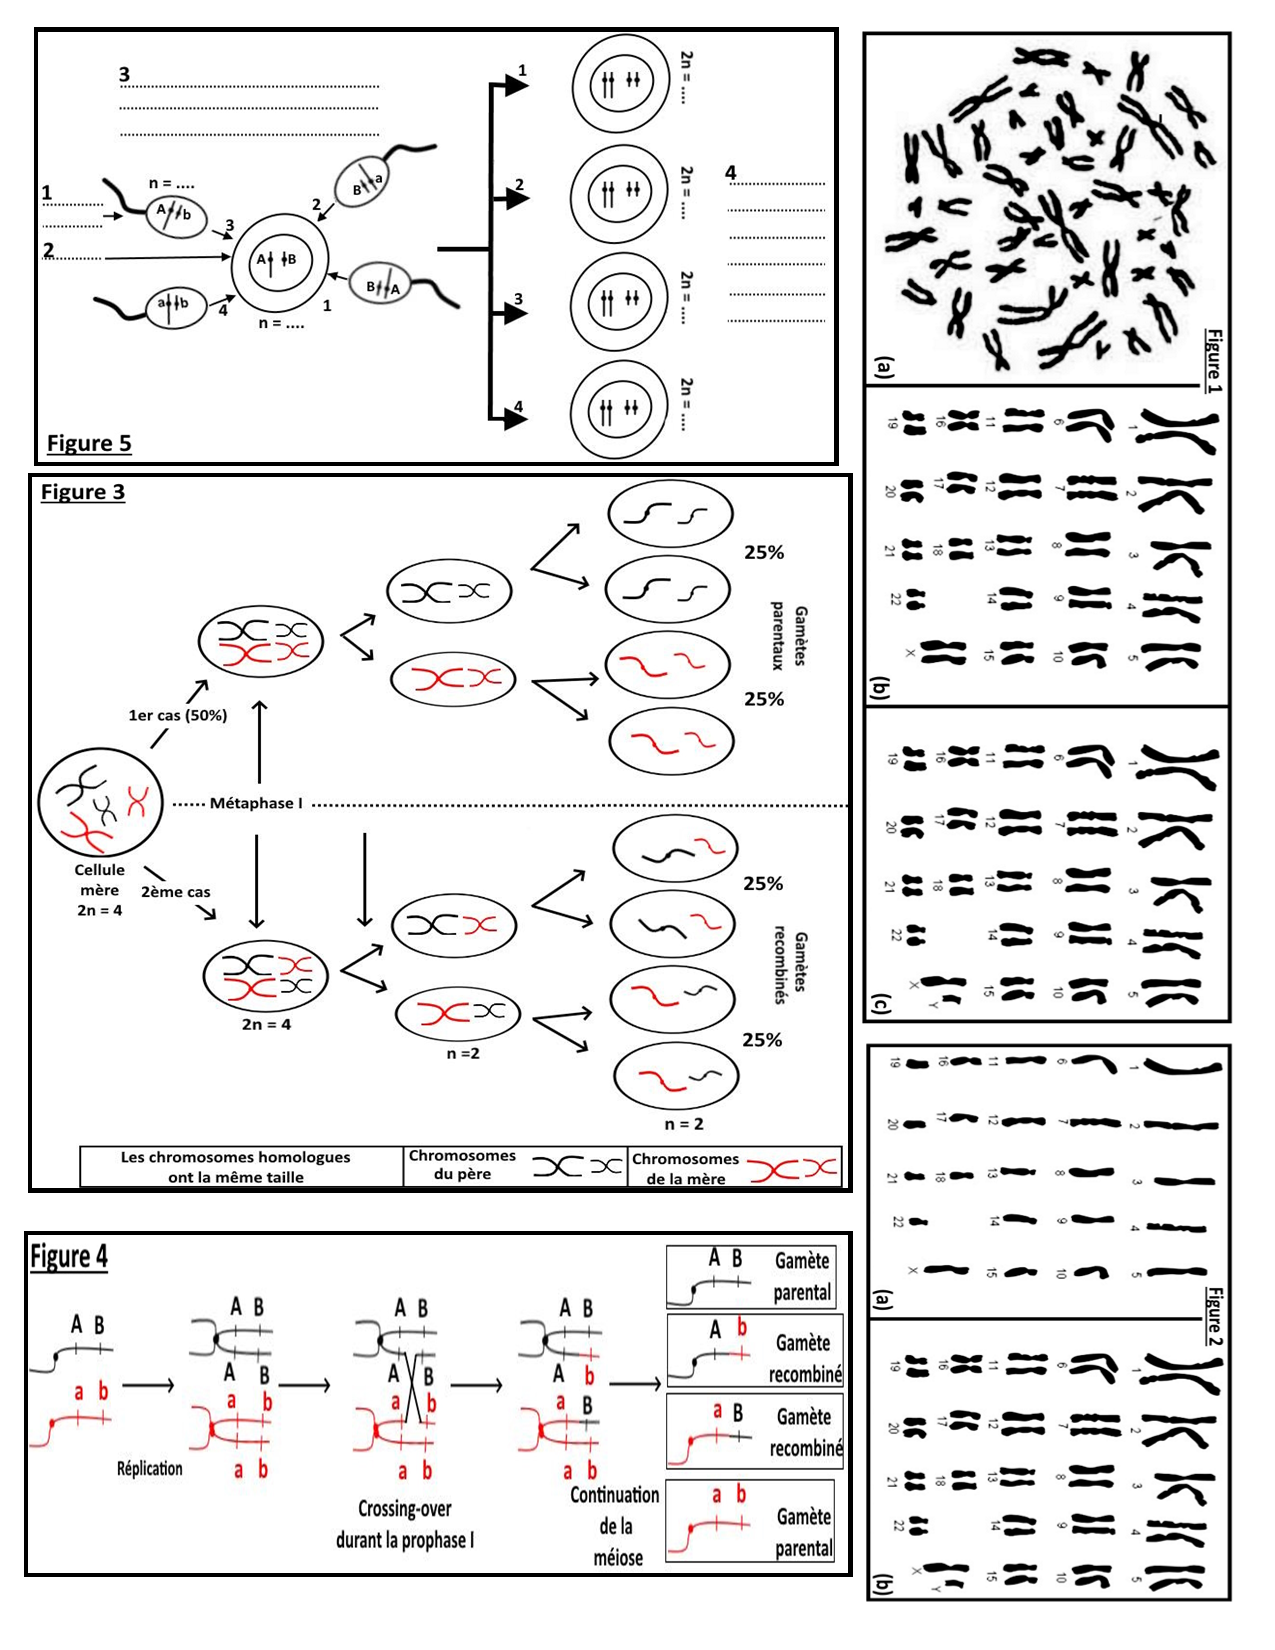 3
1
2
n = ....
A b
B a
2
3
A B
B A
a b
4
1
n = ....
1
2n = ....
2
2n = ....
4
3
2n = ....
4
2n = ....
Figure 5
Figure 3
25%
Gamètes
parentaux
25%
1er cas (50%)
Métaphase I
Cellule
mère
2n = 4
2ème cas
25%
Gamètes
recombinés
25%
2n = 4
n =2
n = 2
Les chromosomes homologues
ont la même taille
Chromosomes
du père
Chromosomes
de la mère
Figure 4
A B
a b
Réplication
A B
A B
a b
a b
A B
A B
a b
a b
Crossing-over
durant la prophase I
A B
A b
a B
a b
Continuation
de la
méiose
A B
Gamète
parental
A b
Gamète
recombiné
a B
Gamète
recombiné
a b
Gamète
parental
Figure 1
(a)
1 2 3 4 5
6 7 8 9 10
11 12 13 14 15
16 17 18
19 20 21 22 X
(b)
1 2 3 4 5
6 7 8 9 10
11 12 13 14 15
16 17 18
19 20 21 22 X Y
(c)
Figure 2
1 2 3 4 5
6 7 8 9 10
11 12 13 14 15
16 17 18
19 20 21 22 X
(a)
1 2 3 4 5
6 7 8 9 10
11 12 13 14 15
16 17 18
19 20 21 22 X Y
(b)